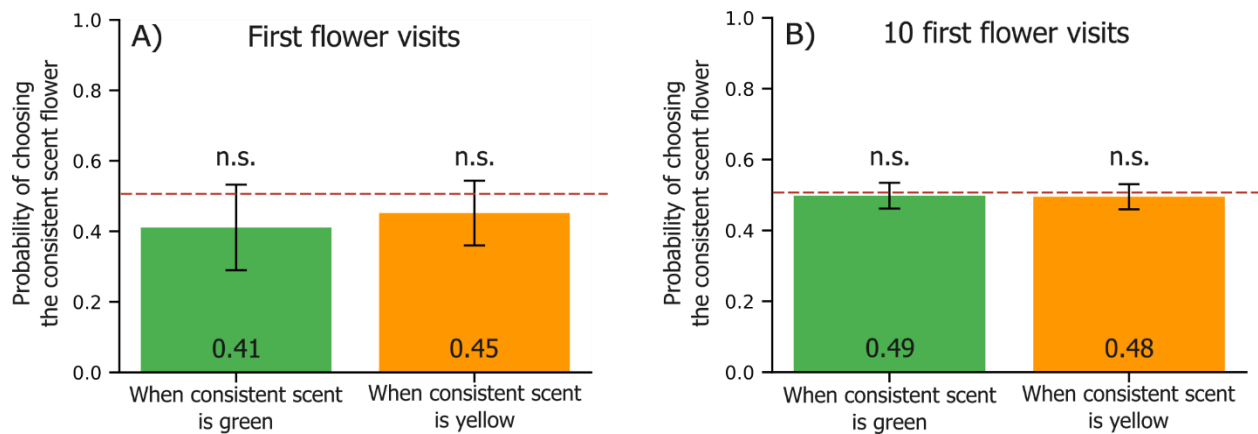 A) First flower visits
Probability of choosing
the consistent scent flower
1.0
0.8
0.6
0.4
0.2
0.0
n.s.
n.s.
0.41
0.45
When consistent scent
is green
When consistent scent
is yellow
B) 10 first flower visits
Probability of choosing
the consistent scent flower
1.0
0.8
0.6
0.4
0.2
0.0
n.s.
n.s.
0.49
0.48
When consistent scent
is green
When consistent scent
is yellow